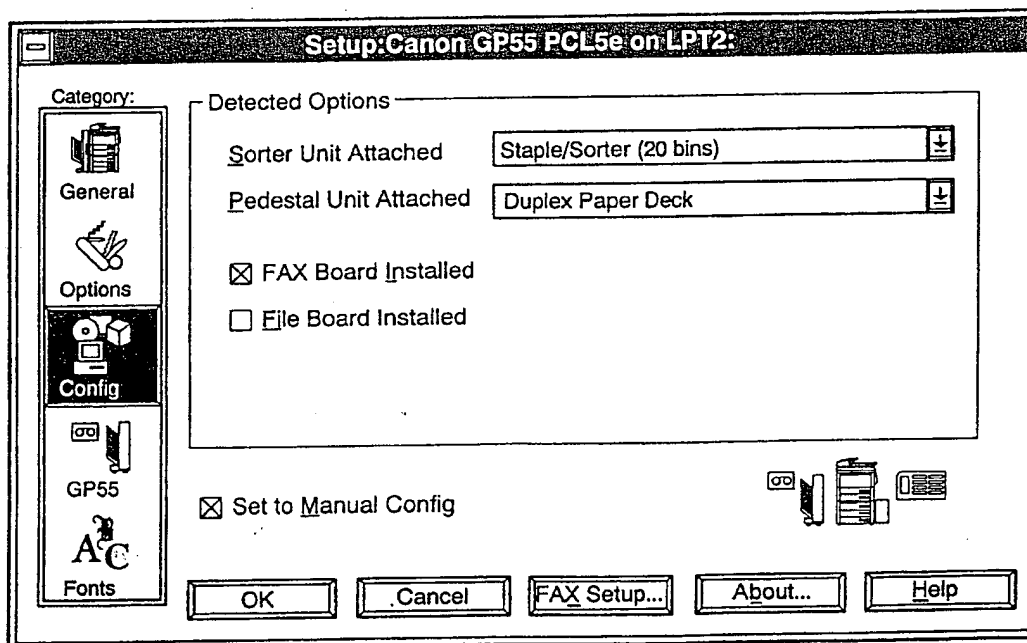 Setup:Canon GP55 PCL5e on LPT2:
Category:
General
Options
Config
GP55
Fonts
Detected Options
Sorter Unit Attached Staple/Sorter (20 bins)
Pedestal Unit Attached Duplex Paper Deck
FAX Board Installed
File Board Installed
Set to Manual Config
OK Cancel FAX Setup... About... Help